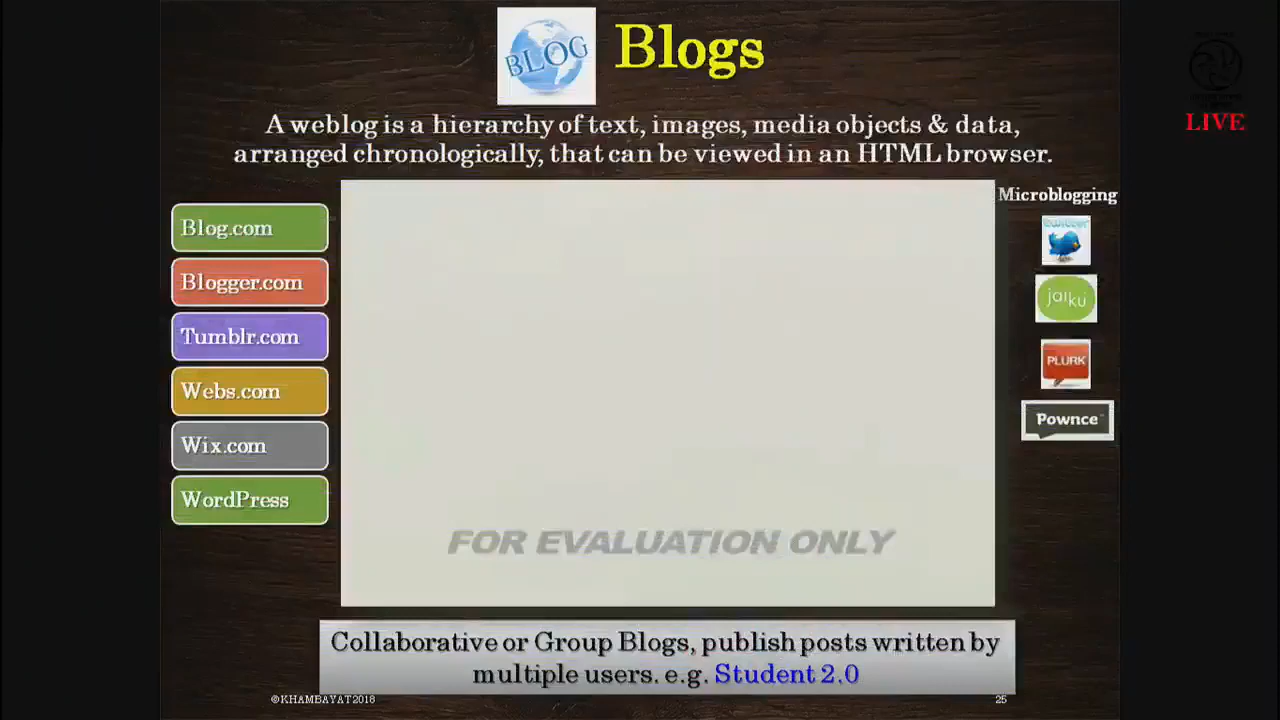 BLOG
Blogs
A weblog is a hierarchy of text, images, media objects & data,
arranged chronologically, that can be viewed in an HTML browser.
LIVE
Blog.com
Blogger.com
Tumblr.com
Webs.com
Wix.com
WordPress
FOR EVALUATION ONLY
Microblogging
twitter
jaiku
PLURK
Pownce
Collaborative or Group Blogs, publish posts written by
multiple users. e.g. Student 2.0
©KHAMBAYAT2018
25